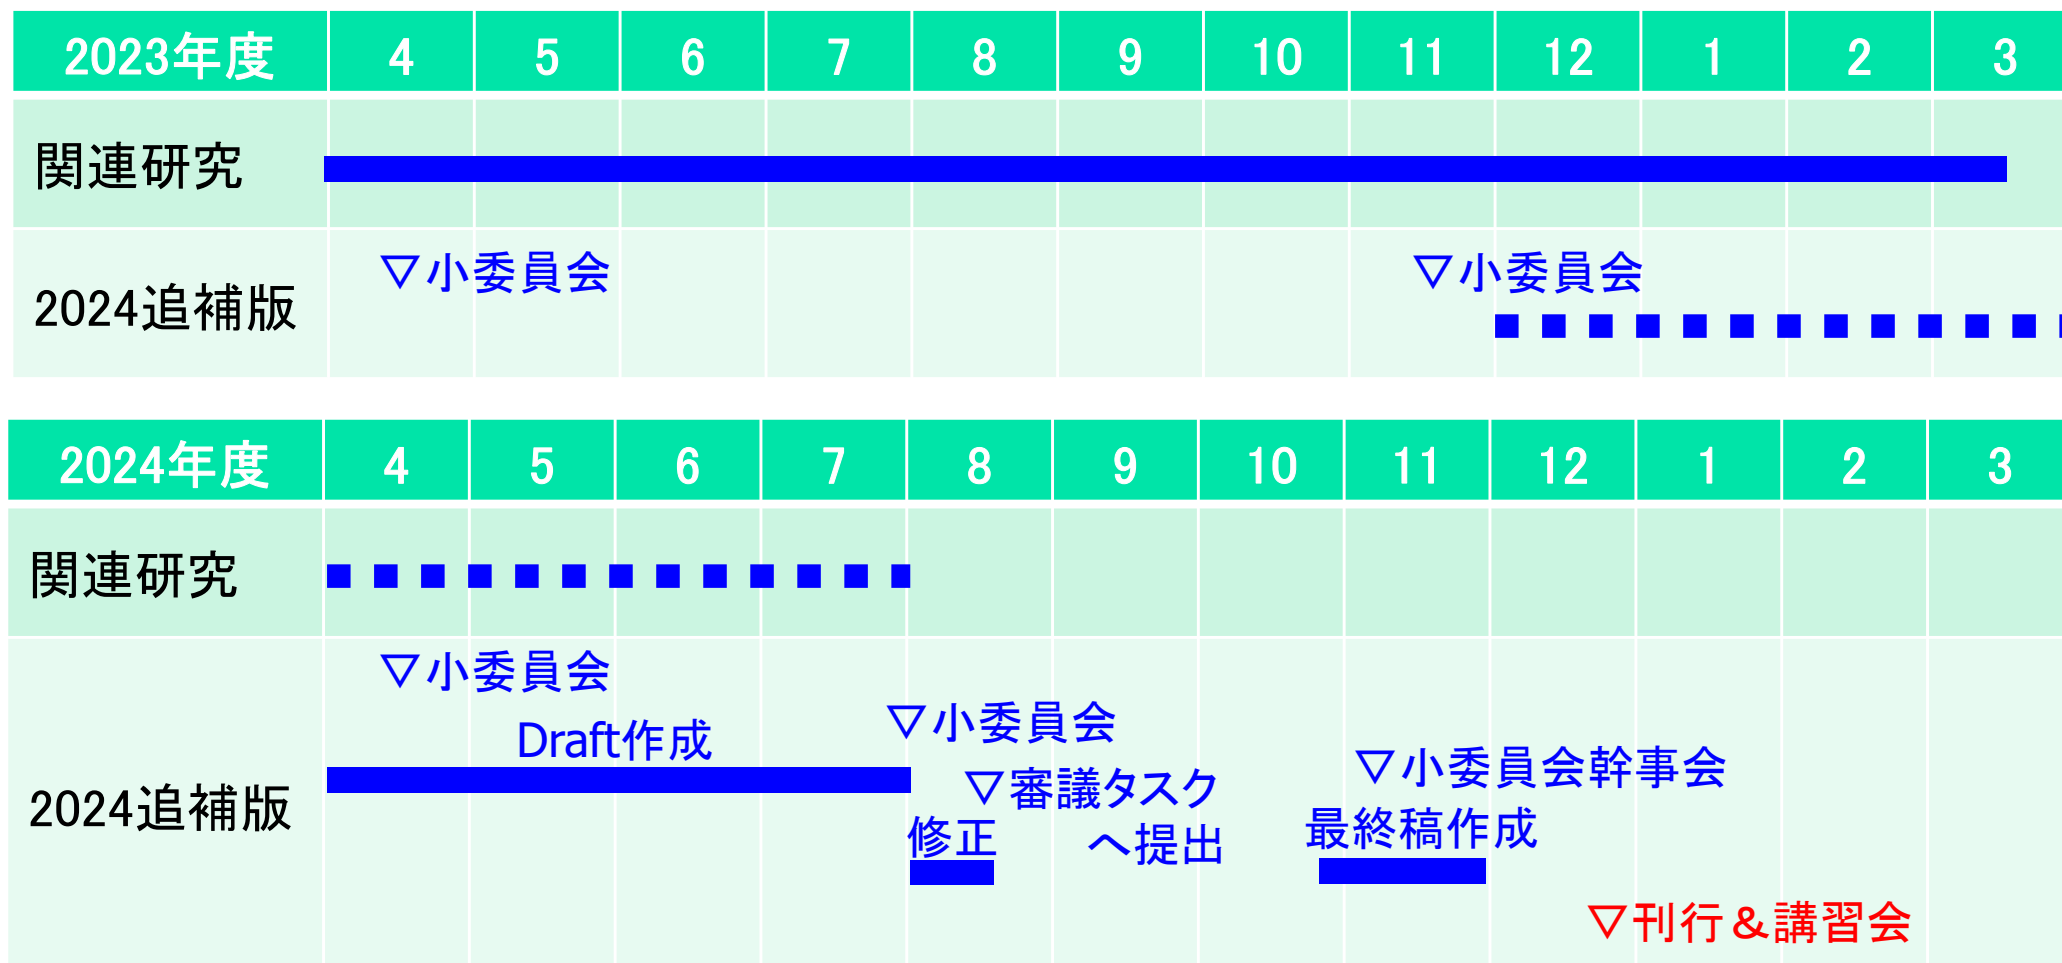 2023年度 4 5 6 7 8 9 10 11 12 1 2 3
関連研究
▽小委員会 ▽小委員会
2024追補版
2024年度 4 5 6 7 8 9 10 11 12 1 2 3
関連研究
▽小委員会
▽小委員会
Draft作成
▽小委員会幹事会
▽審議タスク
へ提出
2024追補版
修正
最終稿作成
▽刊行＆講習会